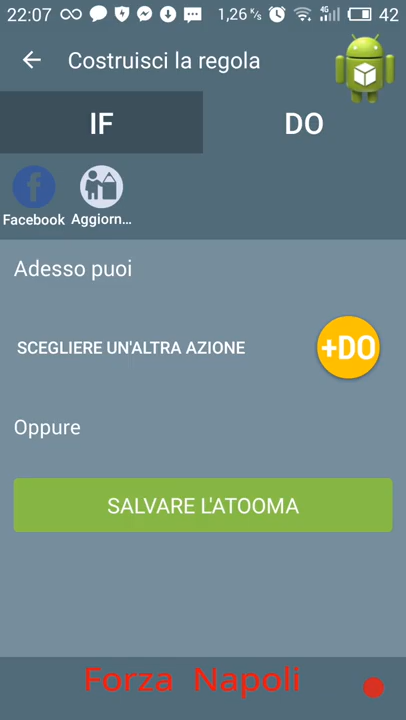 22:07 1,26 K/s 4G 42
Costruisci la regola
IF DO
Facebook Aggiorn...
Adesso puoi
SCEGLIERE UN'ALTRA AZIONE +DO
Oppure
SALVARE L'ATOOMA
Forza Napoli